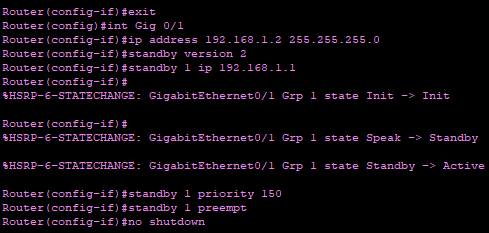 Router(config-if)#exit
Router(config)#int Gig 0/1
Router(config-if)#ip address 192.168.1.2 255.255.255.0
Router(config-if)#standby version 2
Router(config-if)#standby 1 ip 192.168.1.1
Router(config-if)#
%HSRP-6-STATECHANGE: GigabitEthernet0/1 Grp 1 state Init -> Init
Router(config-if)#
%HSRP-6-STATECHANGE: GigabitEthernet0/1 Grp 1 state Speak -> Standby
%HSRP-6-STATECHANGE: GigabitEthernet0/1 Grp 1 state Standby -> Active
Router(config-if)#standby 1 priority 150
Router(config-if)#standby 1 preempt
Router(config-if)#no shutdown